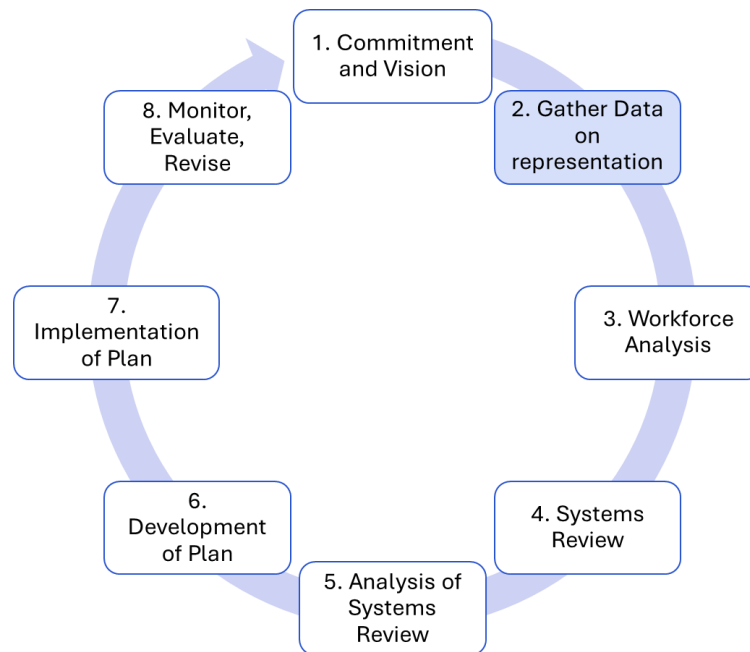 1. Commitment
and Vision
2. Gather Data
on
representation
3. Workforce
Analysis
4. Systems
Review
5. Analysis of
Systems
Review
6.
Development
of Plan
7.
Implementation
of Plan
8. Monitor,
Evaluate,
Revise